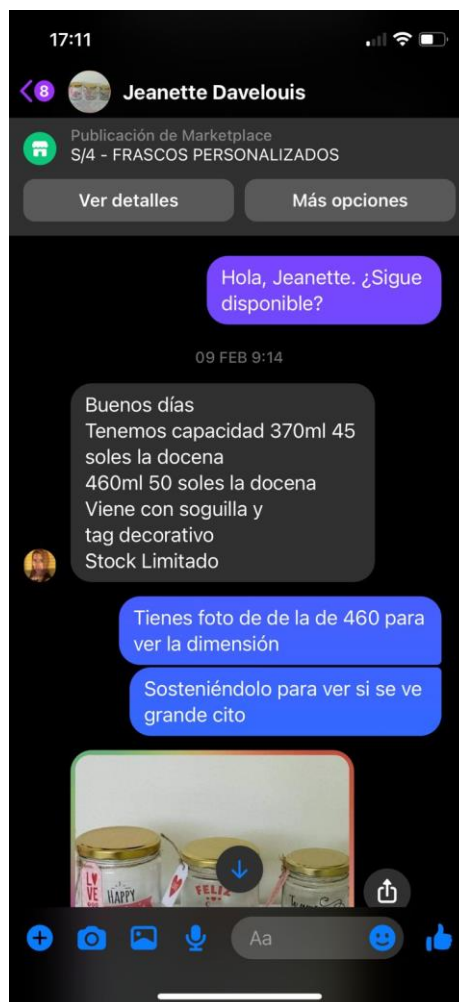 17:11
8
Jeanette Davelouis
Publicación de Marketplace
S/4 - FRASCOS PERSONALIZADOS
Ver detalles
Más opciones
Hola, Jeanette. ¿Sigue
disponible?
09 FEB 9:14
Buenos días
Tenemos capacidad 370ml 45
soles la docena
460ml 50 soles la docena
Viene con soguilla y
tag decorativo
Stock Limitado
Tienes foto de de la de 460 para
ver la dimensión
Sosteniéndolo para ver si se ve
grande cito
LOVE
HAPPY
FELIZ
Te amo
Aa